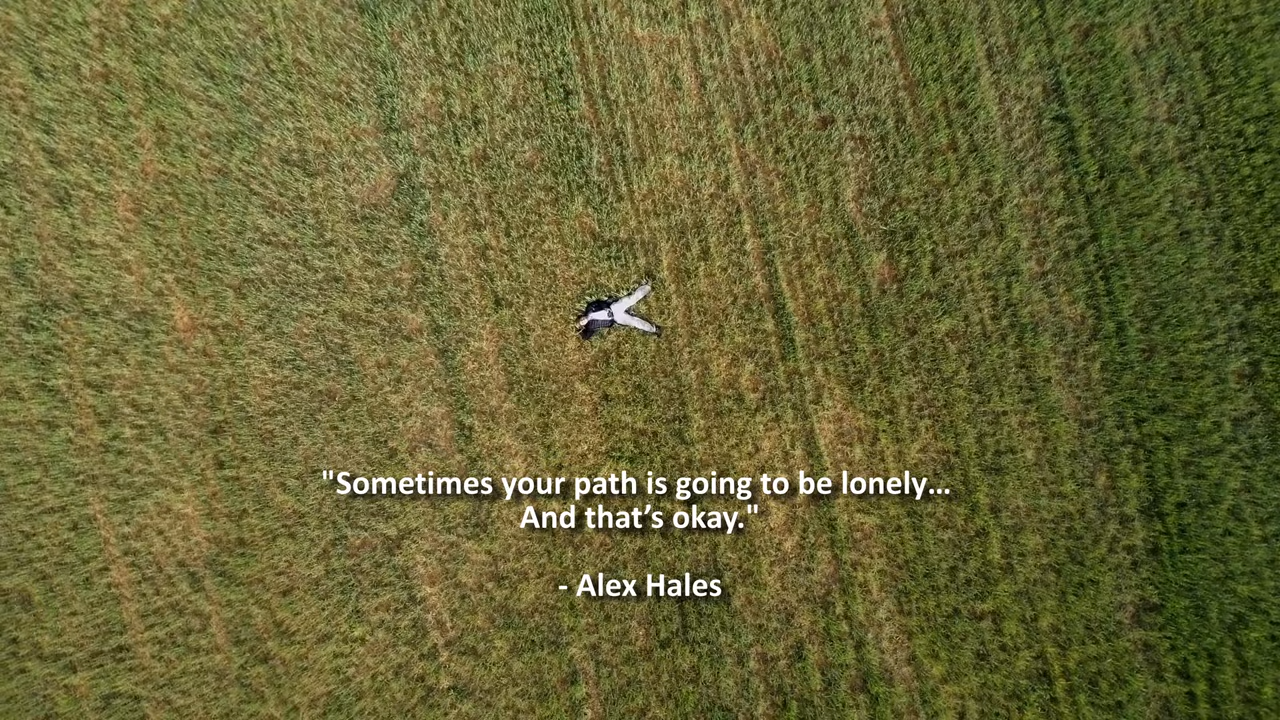 "Sometimes your path is going to be lonely…
And that’s okay."
- Alex Hales